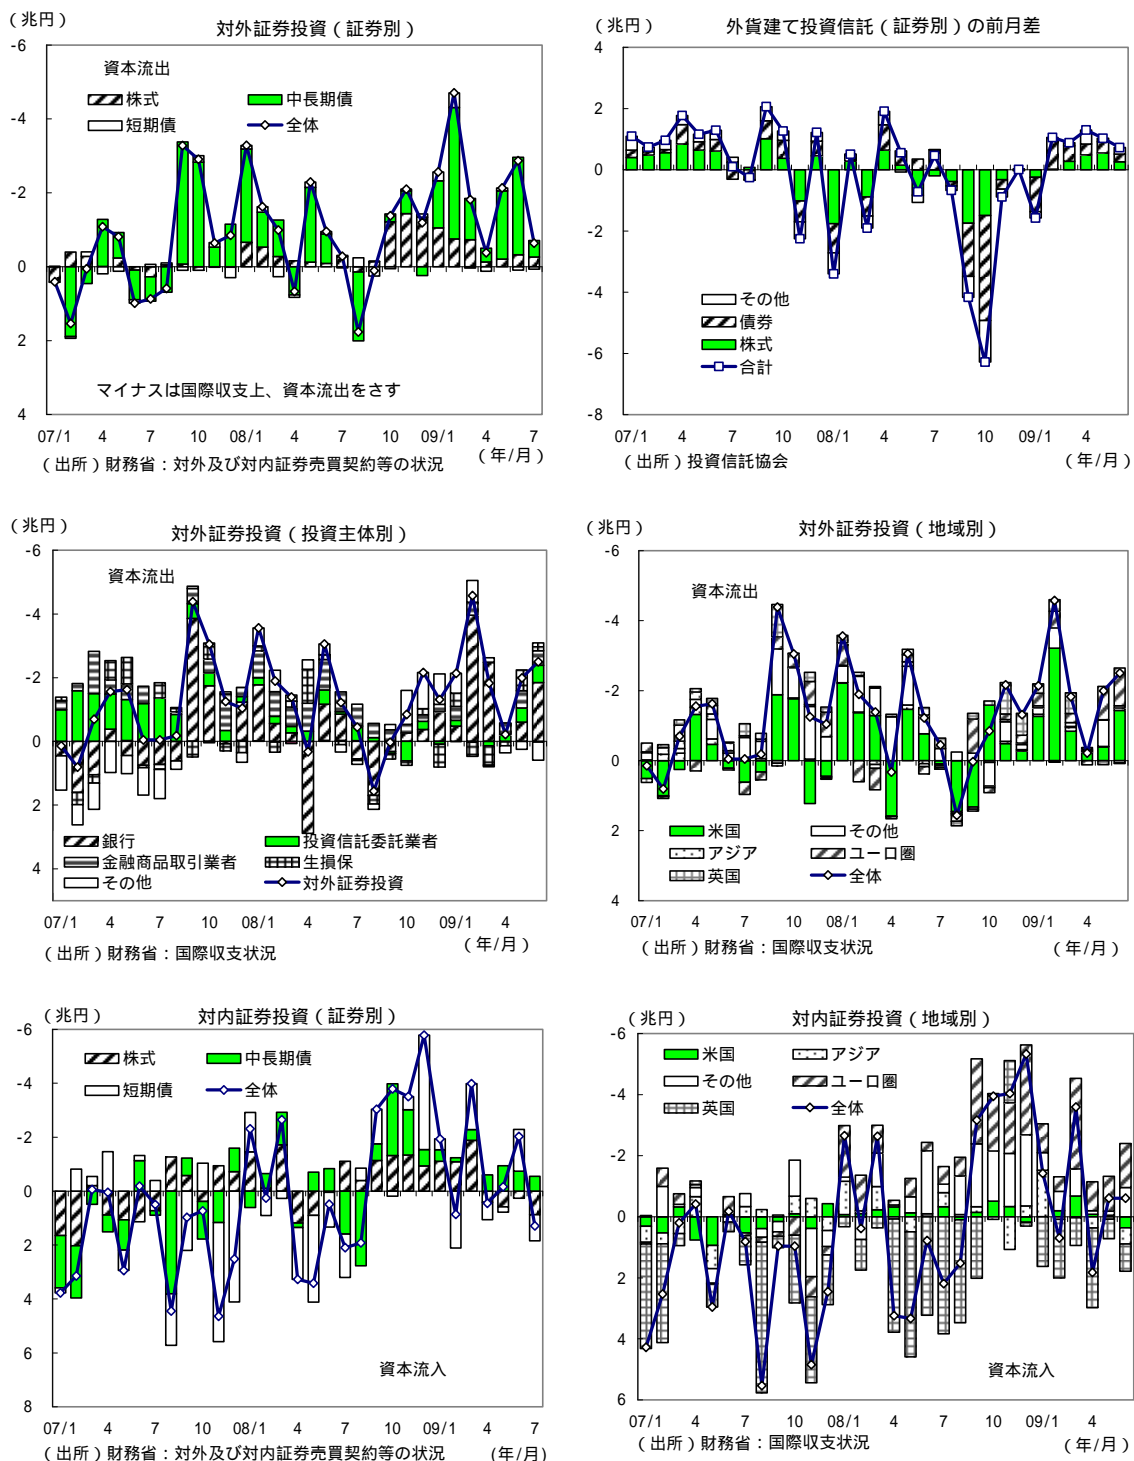 （兆円）
対外証券投資（証券別）
-6
-4
-2
0
2
4
資本流出
株式
中長期債
短期債
全体
マイナスは国際収支上、資本流出をさす
07/1 4 7 10 08/1 4 7 10 09/1 4 7
（年/月）
（出所）財務省：対外及び対内証券売買契約等の状況
（兆円）
外貨建て投資信託（証券別）の前月差
4
2
0
-2
-4
-6
-8
その他
債券
株式
合計
07/1 4 7 10 08/1 4 7 10 09/1 4
（出所）投資信託協会
（年/月）
（兆円）
対外証券投資（投資主体別）
-6
-4
-2
0
2
4
資本流出
銀行
投資信託委託業者
金融商品取引業者
生損保
その他
対外証券投資
07/1 4 7 10 08/1 4 7 10 09/1 4
（年/月）
（出所）財務省：国際収支状況
（兆円）
対外証券投資（地域別）
-6
-4
-2
0
2
4
資本流出
米国
その他
アジア
ユーロ圏
英国
全体
07/1 4 7 10 08/1 4 7 10 09/1 4
（出所）財務省：国際収支状況
（年/月）
（兆円）
対内証券投資（証券別）
-6
-4
-2
0
2
4
6
8
株式
中長期債
短期債
全体
資本流入
07/1 4 7 10 08/1 4 7 10 09/1 4 7
（出所）財務省：対外及び対内証券売買契約等の状況
（年/月）
（兆円）
対内証券投資（地域別）
-6
-4
-2
0
2
4
6
米国
アジア
その他
ユーロ圏
英国
全体
資本流入
07/1 4 7 10 08/1 4 7 10 09/1 4
（出所）財務省：国際収支状況
（年/月）